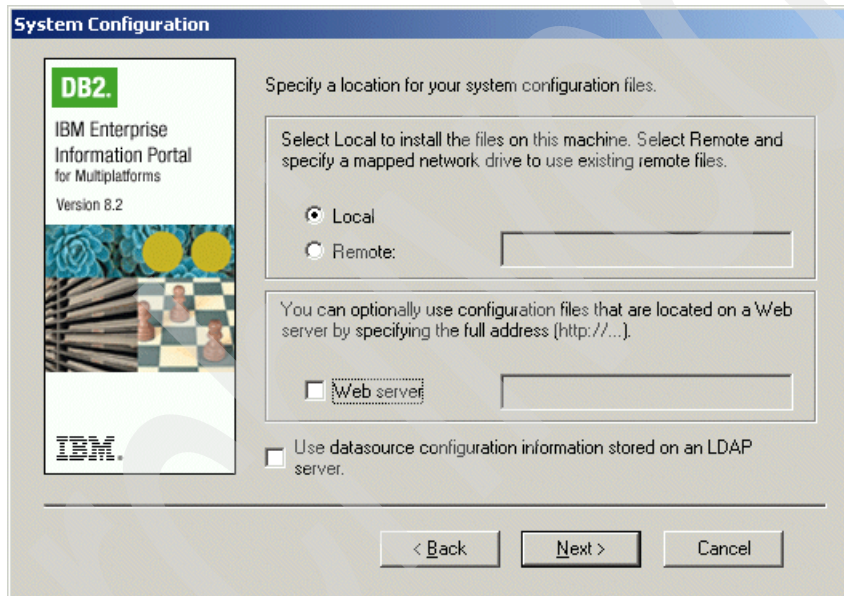 System Configuration
DB2.
IBM Enterprise
Information Portal
for Multiplatforms
Version 8.2
IBM.
Specify a location for your system configuration files.
Select Local to install the files on this machine. Select Remote and
specify a mapped network drive to use existing remote files.
Local
Remote:
You can optionally use configuration files that are located on a Web
server by specifying the full address (http://...).
Web server
Use datasource configuration information stored on an LDAP
server.
< Back
Next >
Cancel